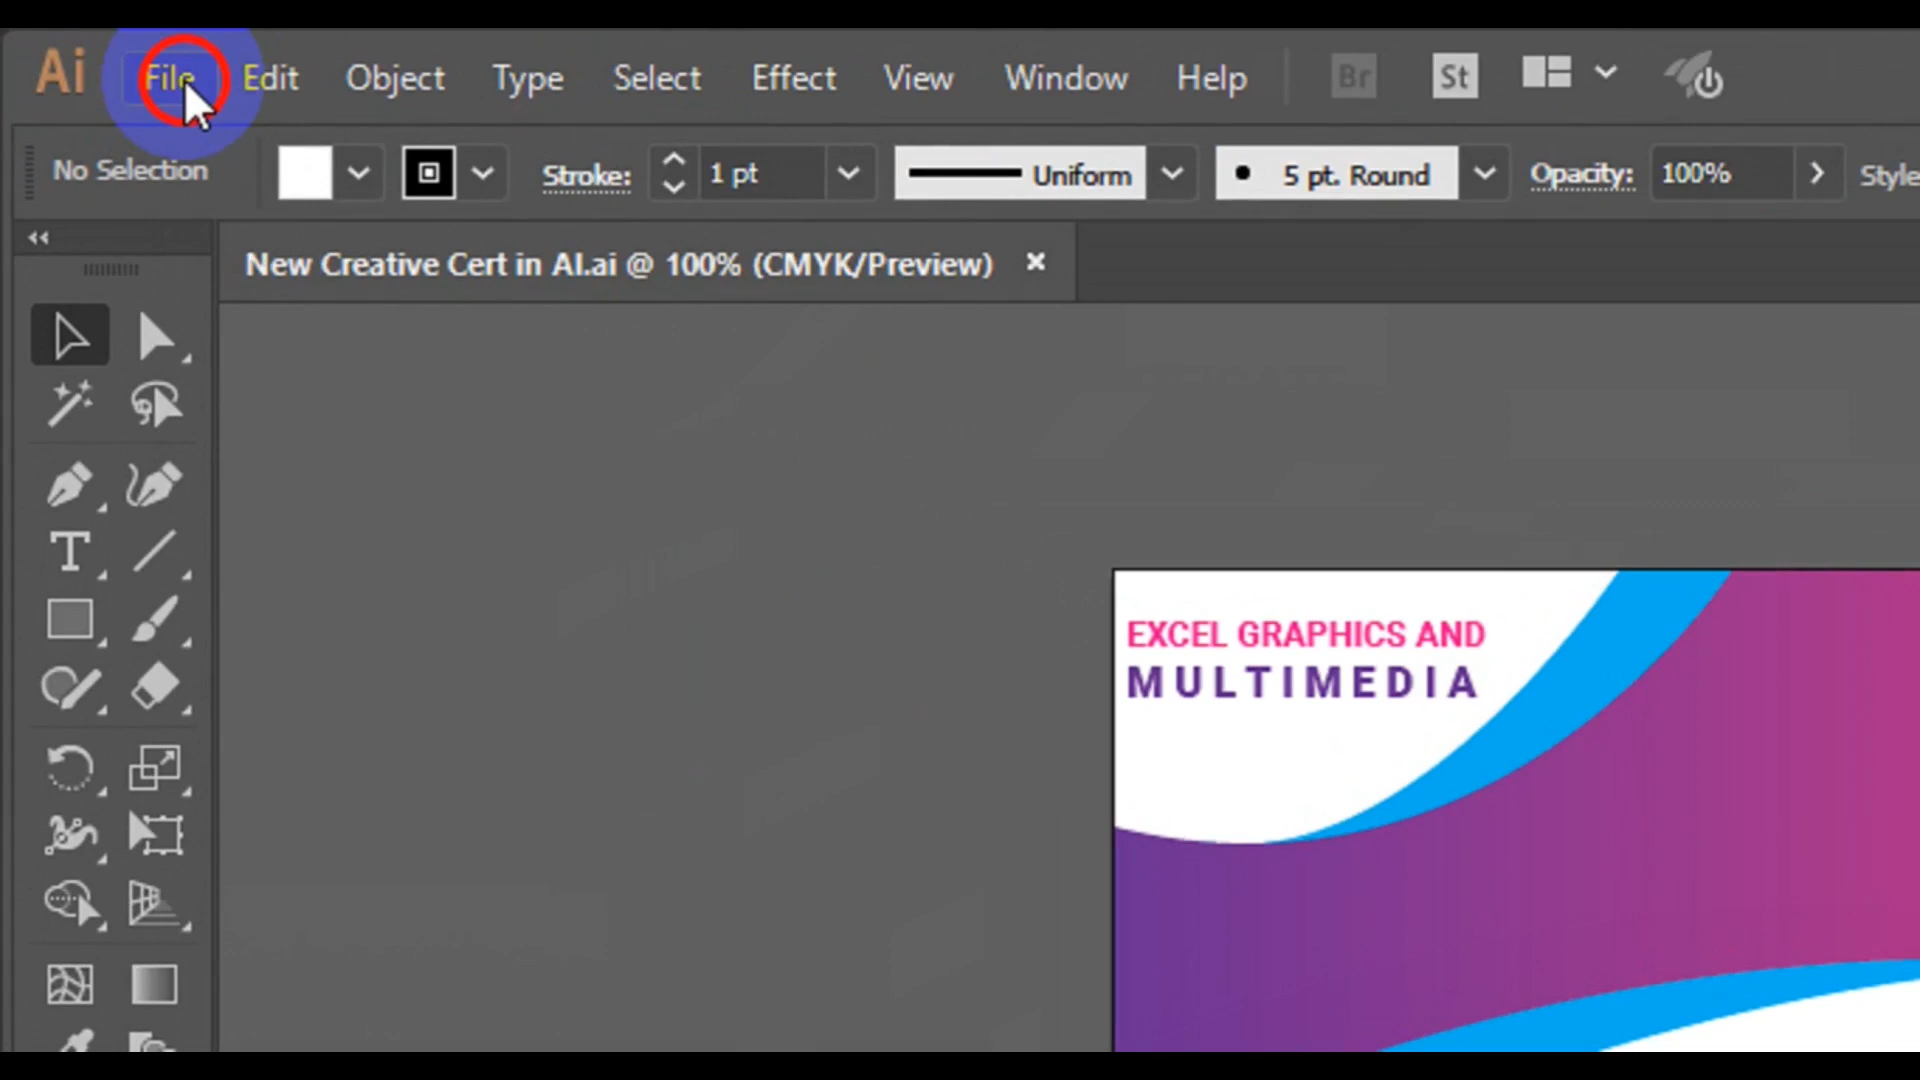 Ai File Edit Object Type Select Effect View Window Help Br St
No Selection Stroke: 1 pt Uniform 5 pt. Round Opacity: 100% Style
New Creative Cert in AI.ai @ 100% (CMYK/Preview) ×
EXCEL GRAPHICS AND
MULTIMEDIA